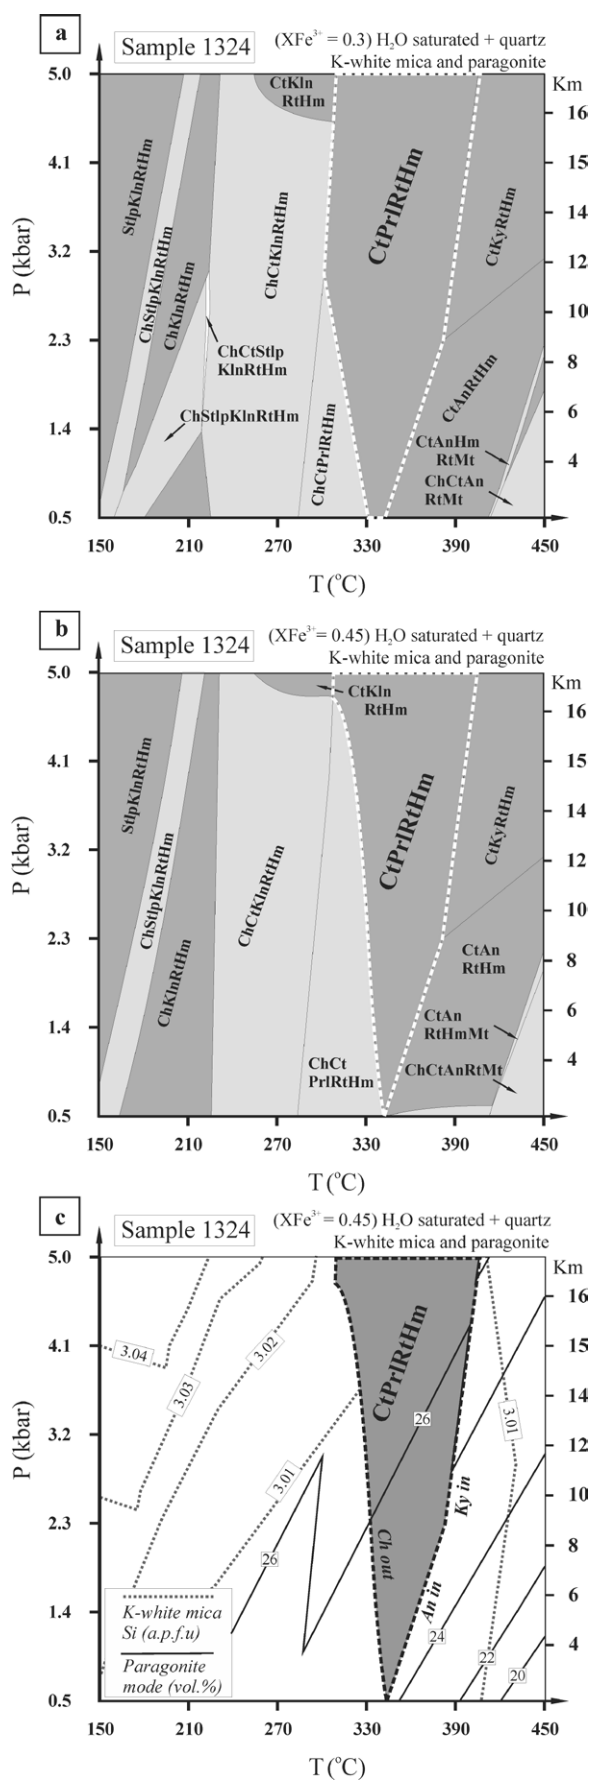 a
Sample 1324
(XFe³⁺ = 0.3) H₂O saturated + quartz
K-white mica and paragonite
5.0
4.1
3.2
2.3
1.4
0.5
P (kbar)
StlpKlnRtHm
ChStlpKlnRtHm
ChKlnRtHm
ChCtKlnRtHm
CtKln
RtHm
CtPrlRtHm
CtKyRtHm
ChCtStlp
KlnRtHm
ChStlpKlnRtHm
ChCtPrlRtHm
CtAnRtHm
CtAnHm
RtMt
ChCtAn
RtMt
Km
16
15
14
12
10
8
6
4
150
210
270
330
390
450
T (°C)
b
Sample 1324
(XFe³⁺ = 0.45) H₂O saturated + quartz
K-white mica and paragonite
5.0
4.1
3.2
2.3
1.4
0.5
P (kbar)
StlpKlnRtHm
ChStlpKlnRtHm
ChKlnRtHm
ChCtKlnRtHm
CtKln
RtHm
CtPrlRtHm
CtKyRtHm
CtAn
RtHm
CtAn
RtHmMt
ChCtAnRtMt
ChCt
PrlRtHm
Km
16
15
14
12
10
8
6
4
150
210
270
330
390
450
T (°C)
c
Sample 1324
(XFe³⁺ = 0.45) H₂O saturated + quartz
K-white mica and paragonite
5.0
4.1
3.2
2.3
1.4
0.5
P (kbar)
3.04
3.03
3.02
3.01
26
CtPrlRtHm
26
3.01
Ch out
Ky in
An in
24
22
20
K-white mica
Si (a.p.f.u)
Paragonite
mode (vol.%)
Km
16
15
14
12
10
8
6
4
150
210
270
330
390
450
T (°C)